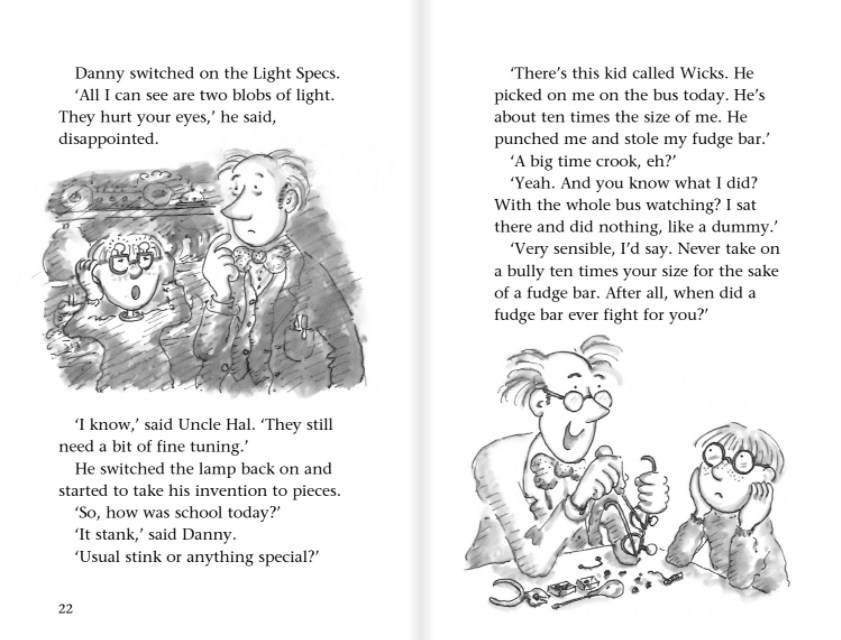 Danny switched on the Light Specs.
‘All I can see are two blobs of light.
They hurt your eyes,’ he said,
disappointed.
‘I know,’ said Uncle Hal. ‘They still
need a bit of fine tuning.’
He switched the lamp back on and
started to take his invention to pieces.
‘So, how was school today?’
‘It stank,’ said Danny.
‘Usual stink or anything special?’
22
‘There’s this kid called Wicks. He
picked on me on the bus today. He’s
about ten times the size of me. He
punched me and stole my fudge bar.’
‘A big time crook, eh?’
‘Yeah. And you know what I did?
With the whole bus watching? I sat
there and did nothing, like a dummy.’
‘Very sensible, I’d say. Never take on
a bully ten times your size for the sake
of a fudge bar. After all, when did a
fudge bar ever fight for you?’